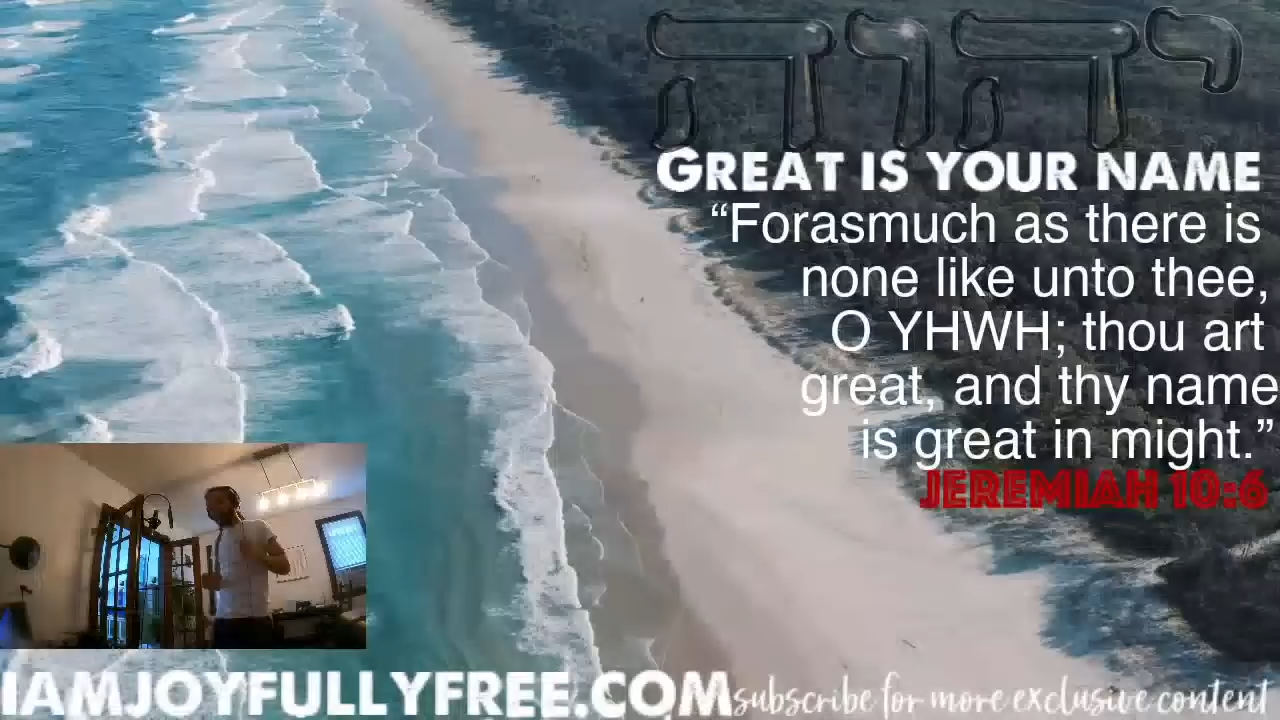 יהוה
GREAT IS YOUR NAME
“Forasmuch as there is
none like unto thee,
O YHWH; thou art
great, and thy name
is great in might.”
JEREMIAH 10:6
IAMJOYFULLYFREE.COM subscribe for more exclusive content